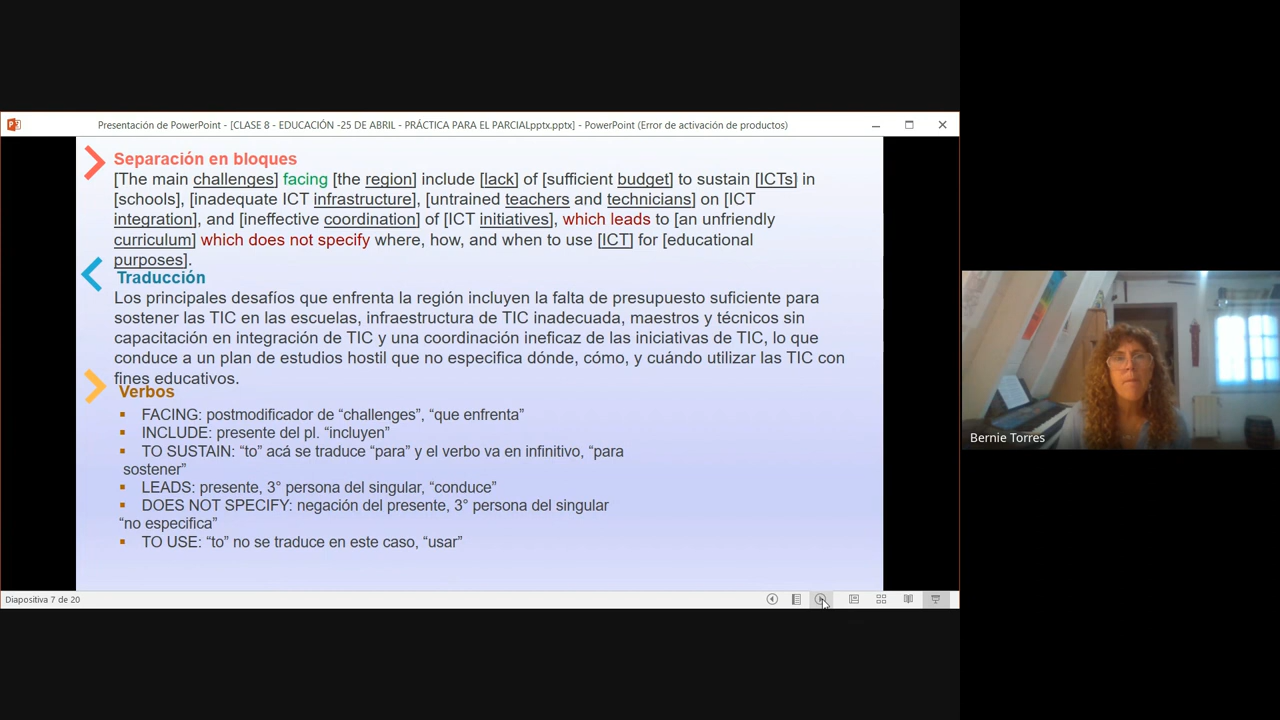 Presentación de PowerPoint - [CLASE 8 - EDUCACIÓN -25 DE ABRIL - PRÁCTICA PARA EL PARCIALpptx.pptx] - PowerPoint (Error de activación de productos)
Separación en bloques
[The main challenges] facing [the region] include [lack] of [sufficient budget] to sustain [ICTs] in
[schools], [inadequate ICT infrastructure], [untrained teachers and technicians] on [ICT
integration], and [ineffective coordination] of [ICT initiatives], which leads to [an unfriendly
curriculum] which does not specify where, how, and when to use [ICT] for [educational
purposes].
Traducción
Los principales desafíos que enfrenta la región incluyen la falta de presupuesto suficiente para
sostener las TIC en las escuelas, infraestructura de TIC inadecuada, maestros y técnicos sin
capacitación en integración de TIC y una coordinación ineficaz de las iniciativas de TIC, lo que
conduce a un plan de estudios hostil que no especifica dónde, cómo, y cuándo utilizar las TIC con
fines educativos.
Verbos
▪ FACING: postmodificador de “challenges”, “que enfrenta”
▪ INCLUDE: presente del pl. “incluyen”
▪ TO SUSTAIN: “to” acá se traduce “para” y el verbo va en infinitivo, “para
sostener”
▪ LEADS: presente, 3° persona del singular, “conduce”
▪ DOES NOT SPECIFY: negación del presente, 3° persona del singular
“no especifica”
▪ TO USE: “to” no se traduce en este caso, “usar”
Diapositiva 7 de 20
Bernie Torres